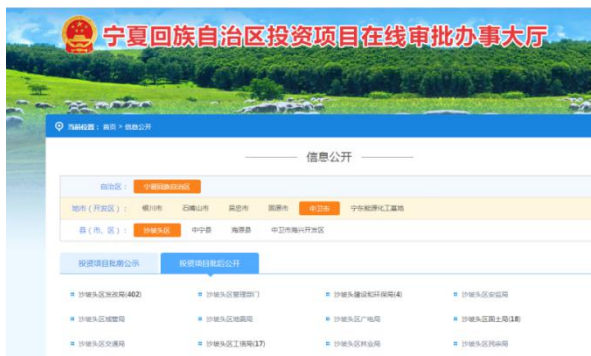 宁夏回族自治区投资项目在线审批办事大厅
当前位置：首页 > 信息公开
信息公开
自治区： 宁夏回族自治区
地市（开发区）： 银川市 石嘴山市 吴忠市 固原市 中卫市 宁东能源化工基地
县（市、区）： 沙坡头区 中宁县 海原县 中卫市海兴开发区
投资项目批前公示 投资项目批后公开
沙坡头区发改局(402) 沙坡头区管理部门 沙坡头建设和环保局(4) 沙坡头区安监局
沙坡头区城管局 沙坡头区地震局 沙坡头区广电局 沙坡头区国土局(18)
沙坡头区交通局 沙坡头区工信局(17) 沙坡头区林业局 沙坡头区民宗局